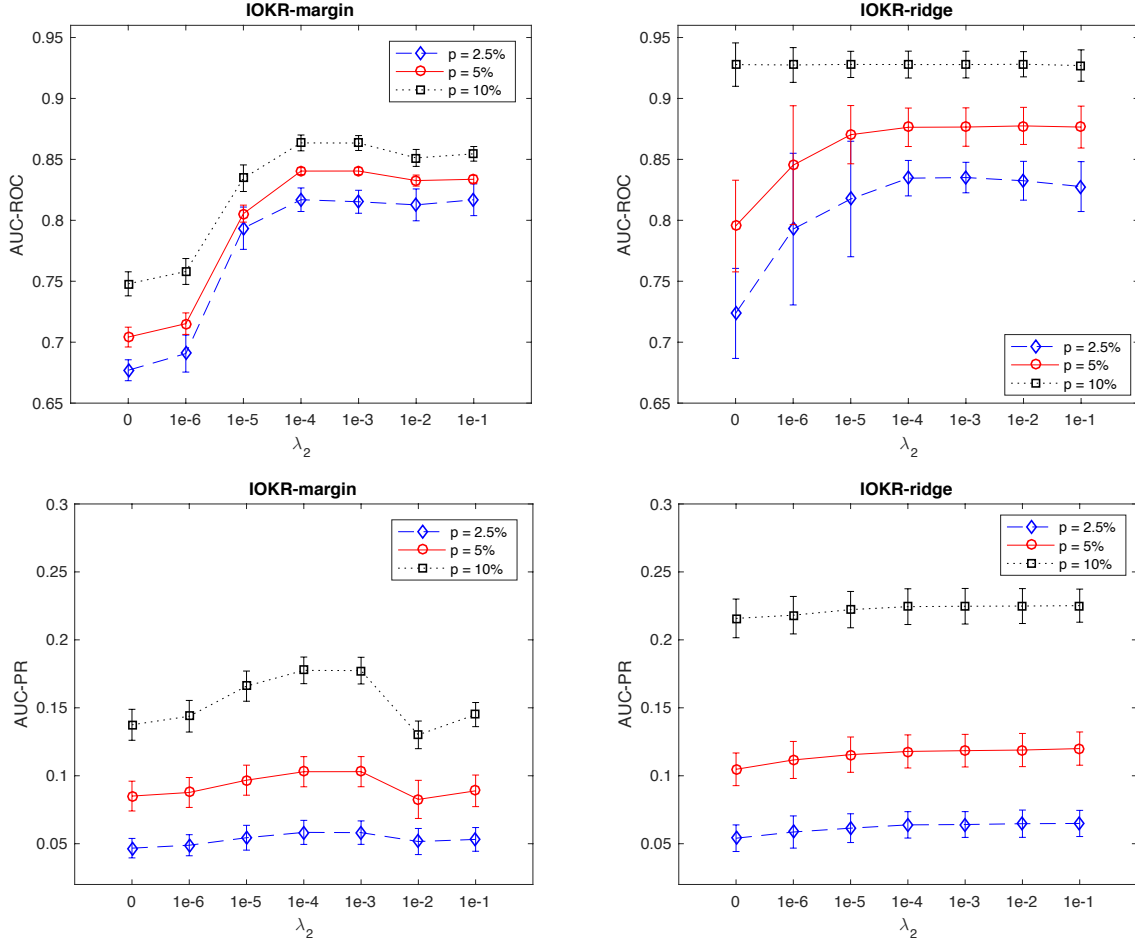 IOKR-margin
0.95
0.9
0.85
0.8
0.75
0.7
0.65
AUC-ROC
p = 2.5%
p = 5%
p = 10%
0 1e-6 1e-5 1e-4 1e-3 1e-2 1e-1
λ2
IOKR-ridge
0.95
0.9
0.85
0.8
0.75
0.7
0.65
AUC-ROC
p = 2.5%
p = 5%
p = 10%
0 1e-6 1e-5 1e-4 1e-3 1e-2 1e-1
λ2
IOKR-margin
0.3
0.25
0.2
0.15
0.1
0.05
AUC-PR
p = 2.5%
p = 5%
p = 10%
0 1e-6 1e-5 1e-4 1e-3 1e-2 1e-1
λ2
IOKR-ridge
0.3
0.25
0.2
0.15
0.1
0.05
AUC-PR
p = 2.5%
p = 5%
p = 10%
0 1e-6 1e-5 1e-4 1e-3 1e-2 1e-1
λ2